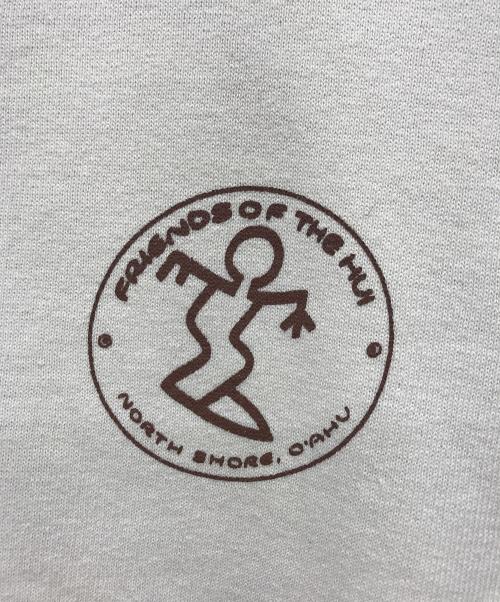 FRIENDS OF THE HUI
NORTH SHORE, O'AHU